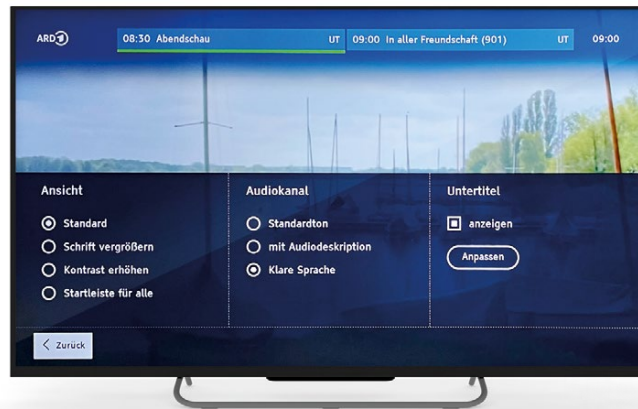 ARD 1
08:30 Abendschau UT
09:00 In aller Freundschaft (901) UT
09:00
Ansicht
Standard
Schrift vergrößern
Kontrast erhöhen
Startleiste für alle
Audiokanal
Standardton
mit Audiodeskription
Klare Sprache
Untertitel
anzeigen
Anpassen
Zurück